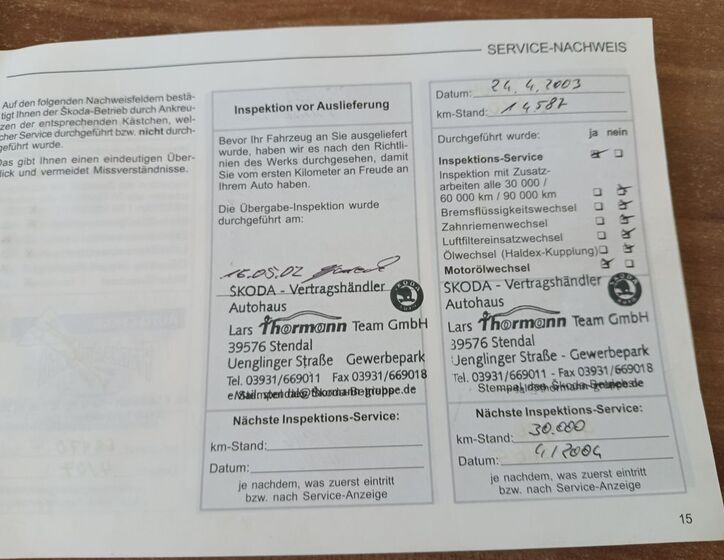 SERVICE-NACHWEIS
Auf den folgenden Nachweisfeldern bestä-
tigt Ihnen der Škoda-Betrieb durch Ankreu-
zen der entsprechenden Kästchen, wel-
cher Service durchgeführt bzw. nicht durch-
geführt wurde.
Das gibt Ihnen einen eindeutigen Über-
blick und vermeidet Missverständnisse.
Inspektion vor Auslieferung
Bevor Ihr Fahrzeug an Sie ausgeliefert
wurde, haben wir es nach den Richtli-
nien des Werks durchgesehen, damit
Sie vom ersten Kilometer an Freude an
Ihrem Auto haben.
Die Übergabe-Inspektion wurde
durchgeführt am:
16.05.02
ŠKODA - Vertragshändler
Autohaus
Lars Thormann Team GmbH
39576 Stendal
Uenglinger Straße Gewerbepark
Tel. 03931/669011 Fax 03931/669018
Nächste Inspektions-Service:
km-Stand:
Datum:
je nachdem, was zuerst eintritt
bzw. nach Service-Anzeige
Datum: 24.4.2003
km-Stand: 14587
Durchgeführt wurde: ja nein
Inspektions-Service
Inspektion mit Zusatz-
arbeiten alle 30 000 /
60 000 km / 90 000 km
Bremsflüssigkeitswechsel
Zahnriemenwechsel
Luftfiltereinsatzwechsel
Ölwechsel (Haldex-Kupplung)
Motorölwechsel
SKODA - Vertragshändler
Autohaus
Lars Thormann Team GmbH
39576 Stendal
Uenglinger Straße - Gewerbepark
Tel. 03931/669011 - Fax 03931/669018
Stempel des Škoda-Betriebs
Nächste Inspektions-Service:
km-Stand: 30.000
Datum: 4/2004
je nachdem, was zuerst eintritt
bzw. nach Service-Anzeige
15